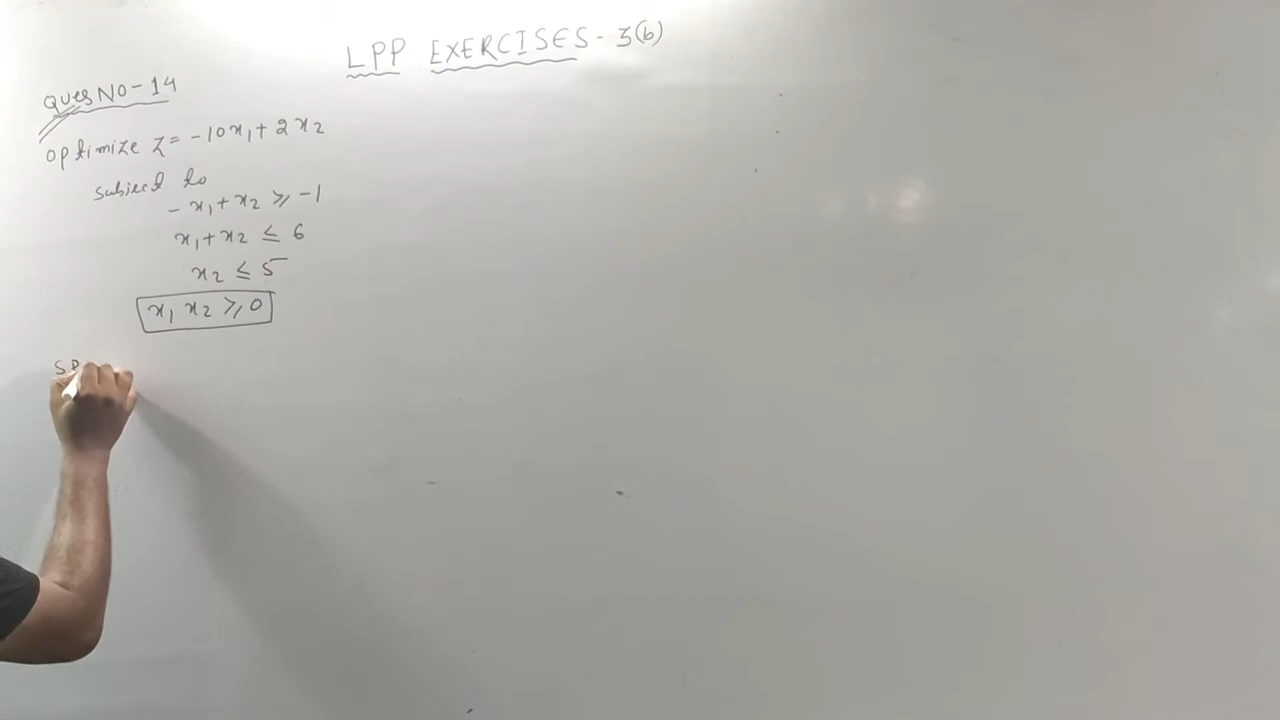 LPP EXERCISES - 3(b)
Ques NO - 14
optimize z = -10x₁ + 2x₂
subject to
- x₁ + x₂ ⩾ -1
x₁ + x₂ ≤ 6
x₂ ≤ 5
x₁ x₂ ⩾ 0